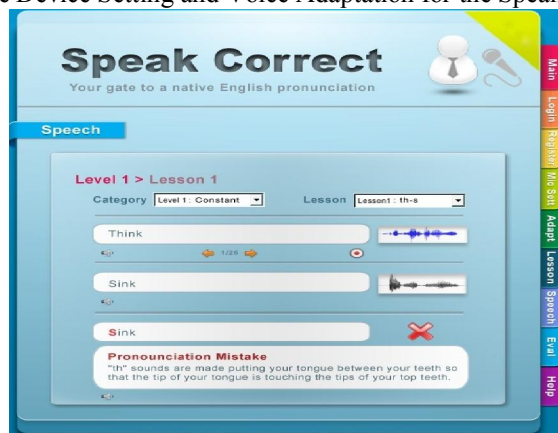 e Device Setting and Voice Adaptation for the Speak
Speak Correct
Your gate to a native English pronunciation
Speech
Level 1 > Lesson 1
Category Level 1 : Constant Lesson Lesson1 : th-s
Think
1/28
Sink
Sink
Pronounciation Mistake
"th" sounds are made putting your tongue between your teeth so
that the tip of your tongue is touching the tips of your top teeth.
Main
Login
Register
Mic Sett
Adapt
Lesson
Speech
Eval
Help